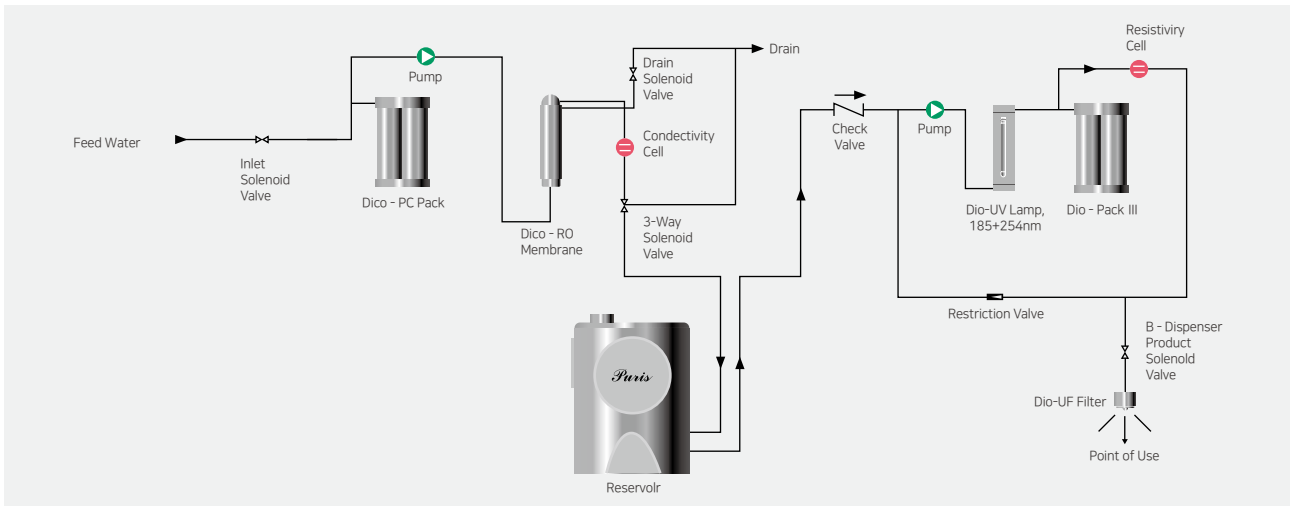 Feed Water
Inlet
Solenoid
Valve
Pump
Dico - PC Pack
Dico - RO
Membrane
Drain
Solenoid
Valve
Drain
Condectivity
Cell
3-Way
Solenoid
Valve
Puris
Reservolr
Check
Valve
Pump
Dio-UV Lamp,
185+254nm
Dio - Pack III
Resistiviry
Cell
Restriction Valve
B - Dispenser
Product
Solenold
Valve
Dio-UF Filter
Point of Use